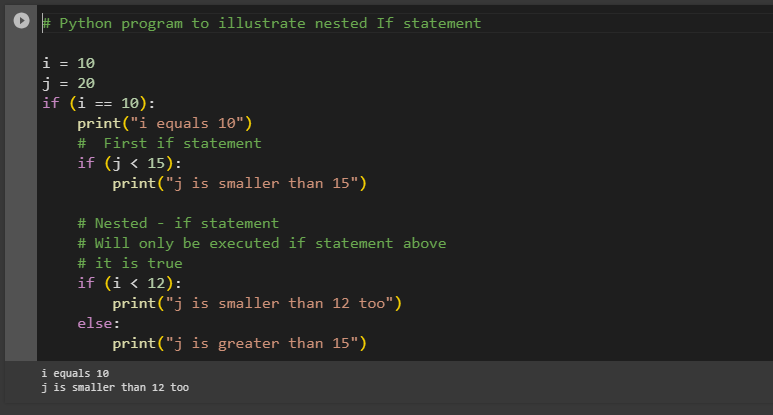 # Python program to illustrate nested If statement

i = 10
j = 20
if (i == 10):
    print("i equals 10")
    #  First if statement
    if (j < 15):
        print("j is smaller than 15")

    # Nested - if statement
    # Will only be executed if statement above
    # it is true
    if (i < 12):
        print("j is smaller than 12 too")
    else:
        print("j is greater than 15")
i equals 10
j is smaller than 12 too